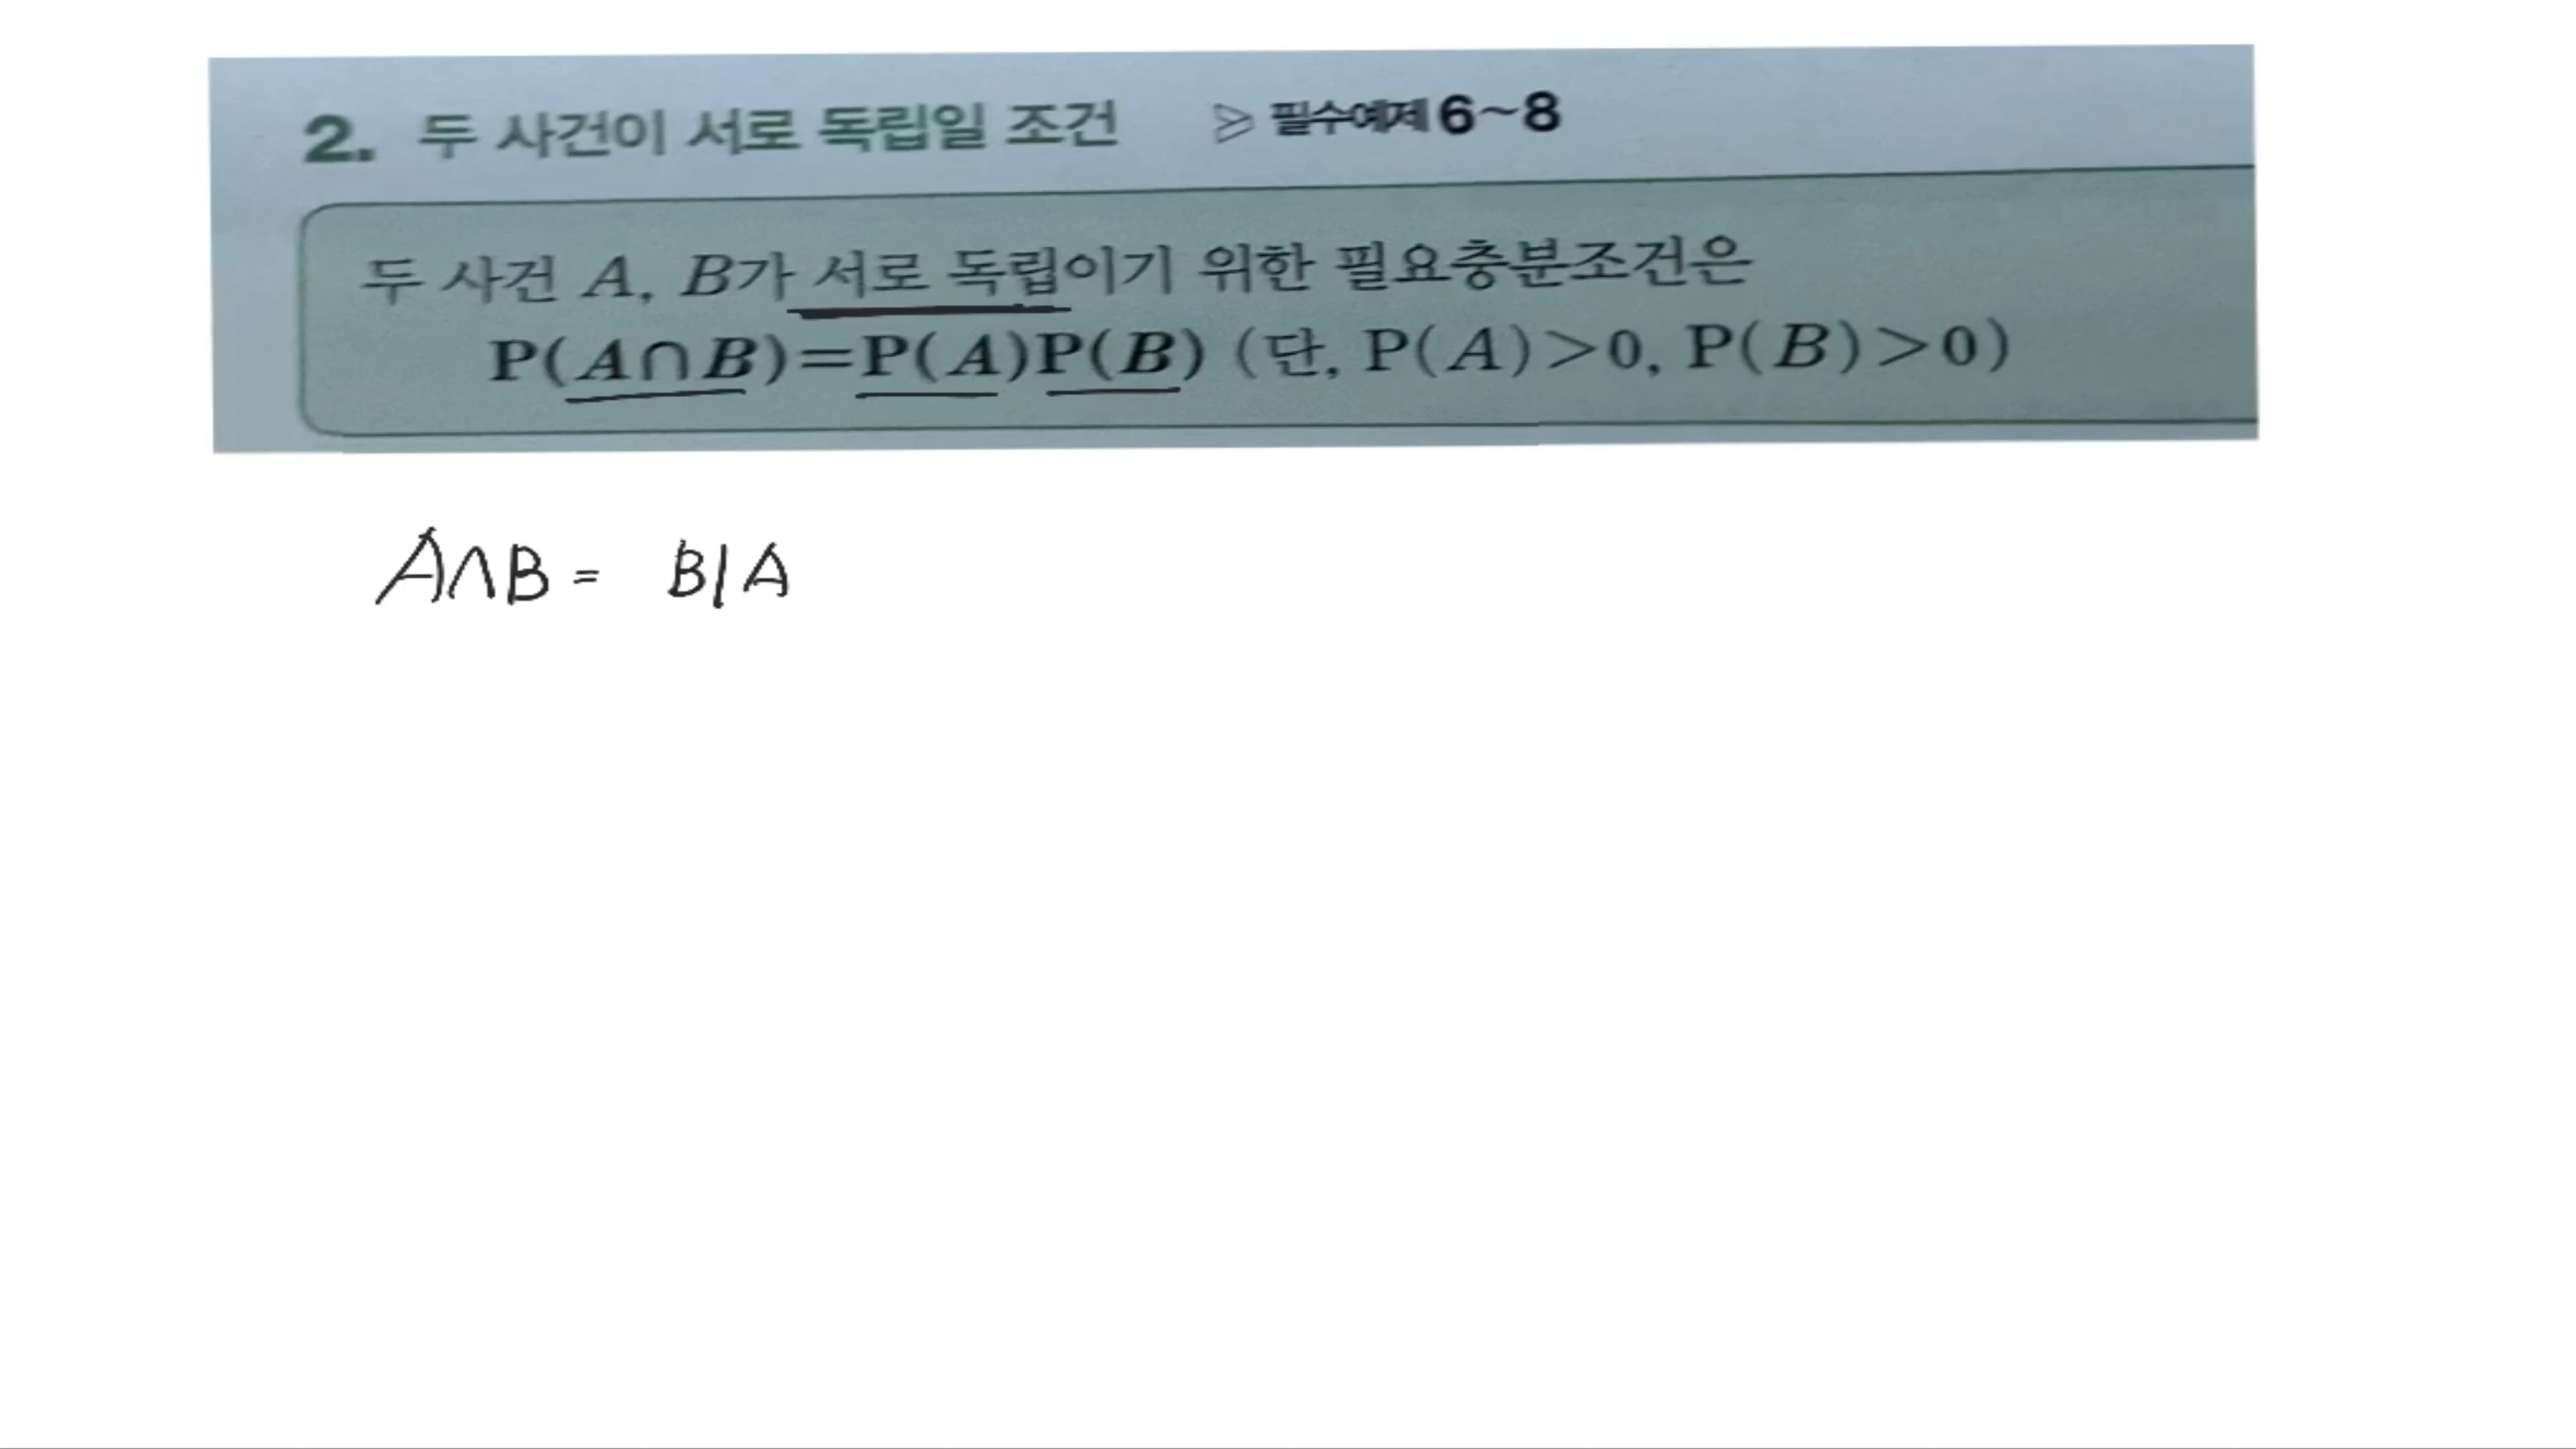 2. 두 사건이 서로 독립일 조건 ▷ 필수예제 6~8
두 사건 A, B가 서로 독립이기 위한 필요충분조건은
P(A∩B)=P(A)P(B) (단, P(A)>0, P(B)>0)
A∩B = B|A